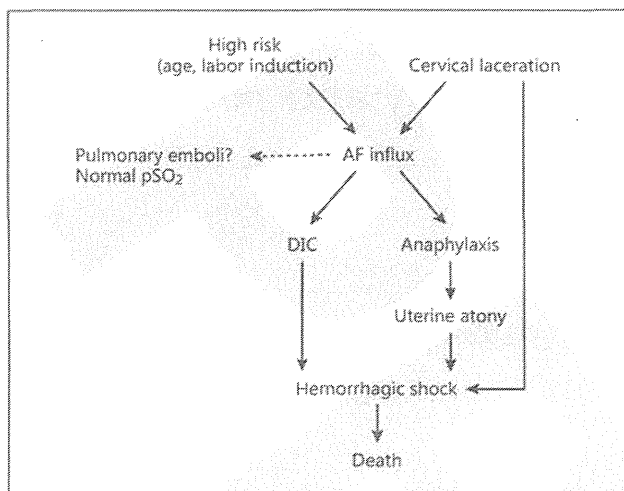 High risk
(age, labor induction)
Cervical laceration
Pulmonary emboli?
Normal pSO₂
AF influx
DIC
Anaphylaxis
Uterine atony
Hemorrhagic shock
Death